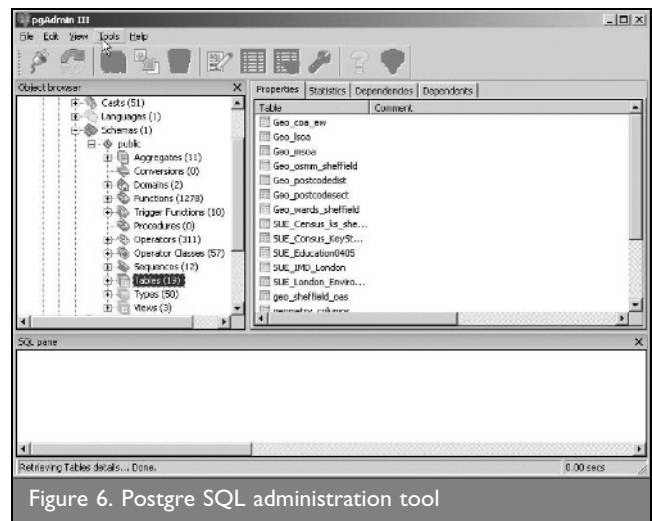 pgAdmin III
File Edit View Tools Help
Object browser
Casts (51)
Languages (1)
Schemas (1)
public
Aggregates (11)
Conversions (0)
Domains (2)
Functions (1278)
Trigger Functions (10)
Procedures (0)
Operators (311)
Operator Classes (57)
Sequences (12)
Tables (19)
Types (50)
Views (3)
Properties Statistics Dependencies Dependents
Table Comment
Geo_coa_ew
Geo_lsoa
Geo_msoa
Geo_osmm_sheffield
Geo_postcodedist
Geo_postcodesect
Geo_wards_sheffield
SUE_Census_ks_she...
SUE_Census_KeySt...
SUE_Education0405
SUE_IMD_London
SUE_London_Enviro...
geo_sheffield_oas
geometry_columns
SQL pane
Retrieving Tables details... Done. 0.00 secs
Figure 6. Postgre SQL administration tool